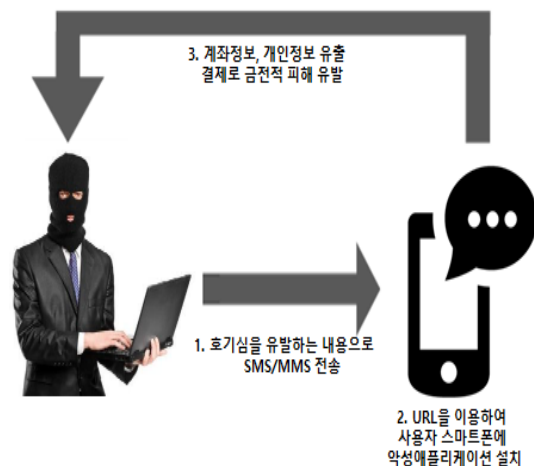 3. 계좌정보, 개인정보 유출
결제로 금전적 피해 유발
1. 호기심을 유발하는 내용으로
SMS/MMS 전송
2. URL을 이용하여
사용자 스마트폰에
악성애플리케이션 설치